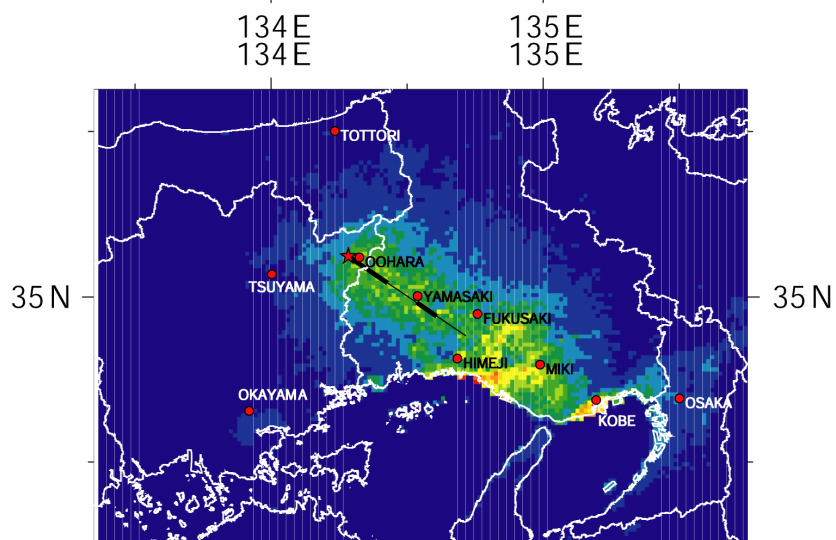 134E 135E
134E 135E
TOTTORI
OOHARA
TSUYAMA
35N YAMASAKI 35N
FUKUSAKI
HIMEJI
MIKI
OKAYAMA
OSAKA
KOBE